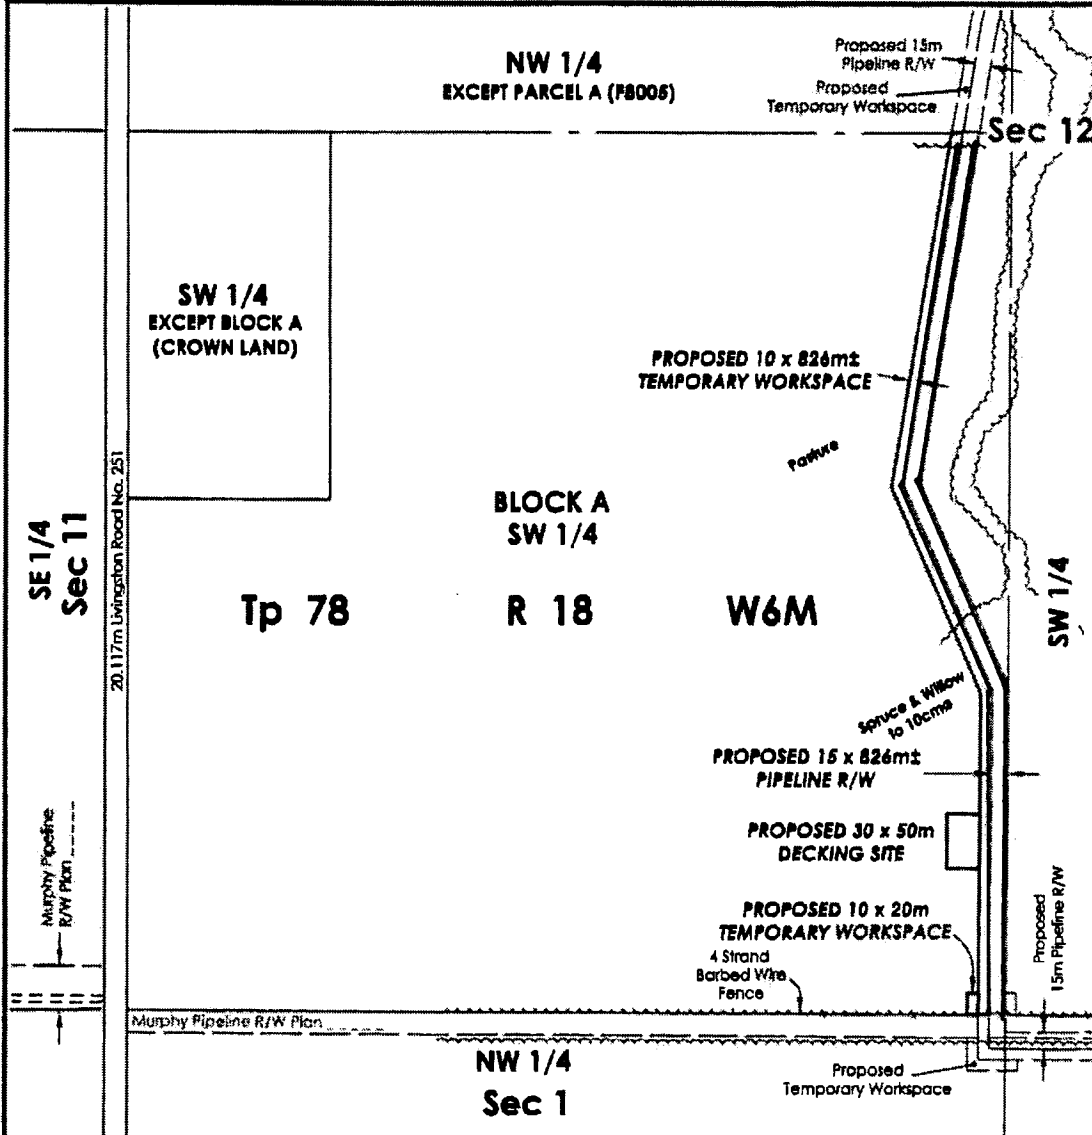 NW 1/4
EXCEPT PARCEL A (F8005)
Proposed 15m
Pipeline R/W
Proposed
Temporary Workspace
Sec 12
SW 1/4
EXCEPT BLOCK A
(CROWN LAND)
PROPOSED 10 x 826m±
TEMPORARY WORKSPACE
Pasture
BLOCK A
SW 1/4
SE 1/4
Sec 11
20.117m Livingston Road No. 251
Tp 78
R 18
W6M
SW 1/4
Spruce & Willow
to 10cmø
PROPOSED 15 x 826m±
PIPELINE R/W
PROPOSED 30 x 50m
DECKING SITE
Murphy Pipeline
R/W Plan
PROPOSED 10 x 20m
TEMPORARY WORKSPACE
4 Strand
Barbed Wire
Fence
Proposed
15m Pipeline R/W
Murphy Pipeline R/W Plan
NW 1/4
Sec 1
Proposed
Temporary Workspace